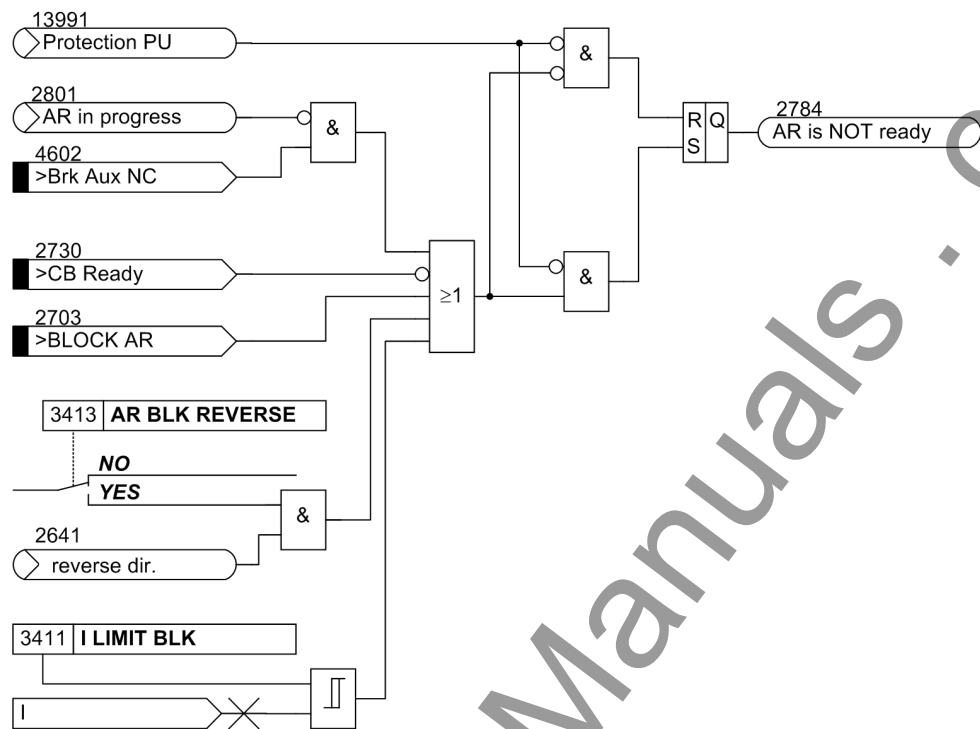 13991
Protection PU
&
2801
AR in progress
&
R Q
S
2784
AR is NOT ready
4602
>Brk Aux NC
2730
>CB Ready
≥1
&
2703
>BLOCK AR
3413 AR BLK REVERSE
NO
YES
&
2641
reverse dir.
3411 I LIMIT BLK
I
Manuals . c